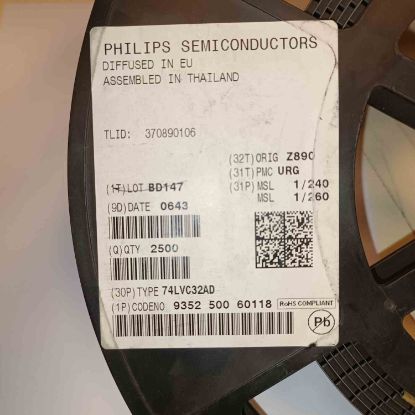 PHILIPS SEMICONDUCTORS
DIFFUSED IN EU
ASSEMBLED IN THAILAND
TLID: 370890106
(32T)ORIG Z890
(31T)PMC URG
(1T)LOT BD147
(31P)MSL 1/240
MSL 1/260
(9D)DATE 0643
(Q)QTY 2500
(30P)TYPE 74LVC32AD
(1P)CODENO 9352 500 60118
RoHS COMPLIANT
Pb